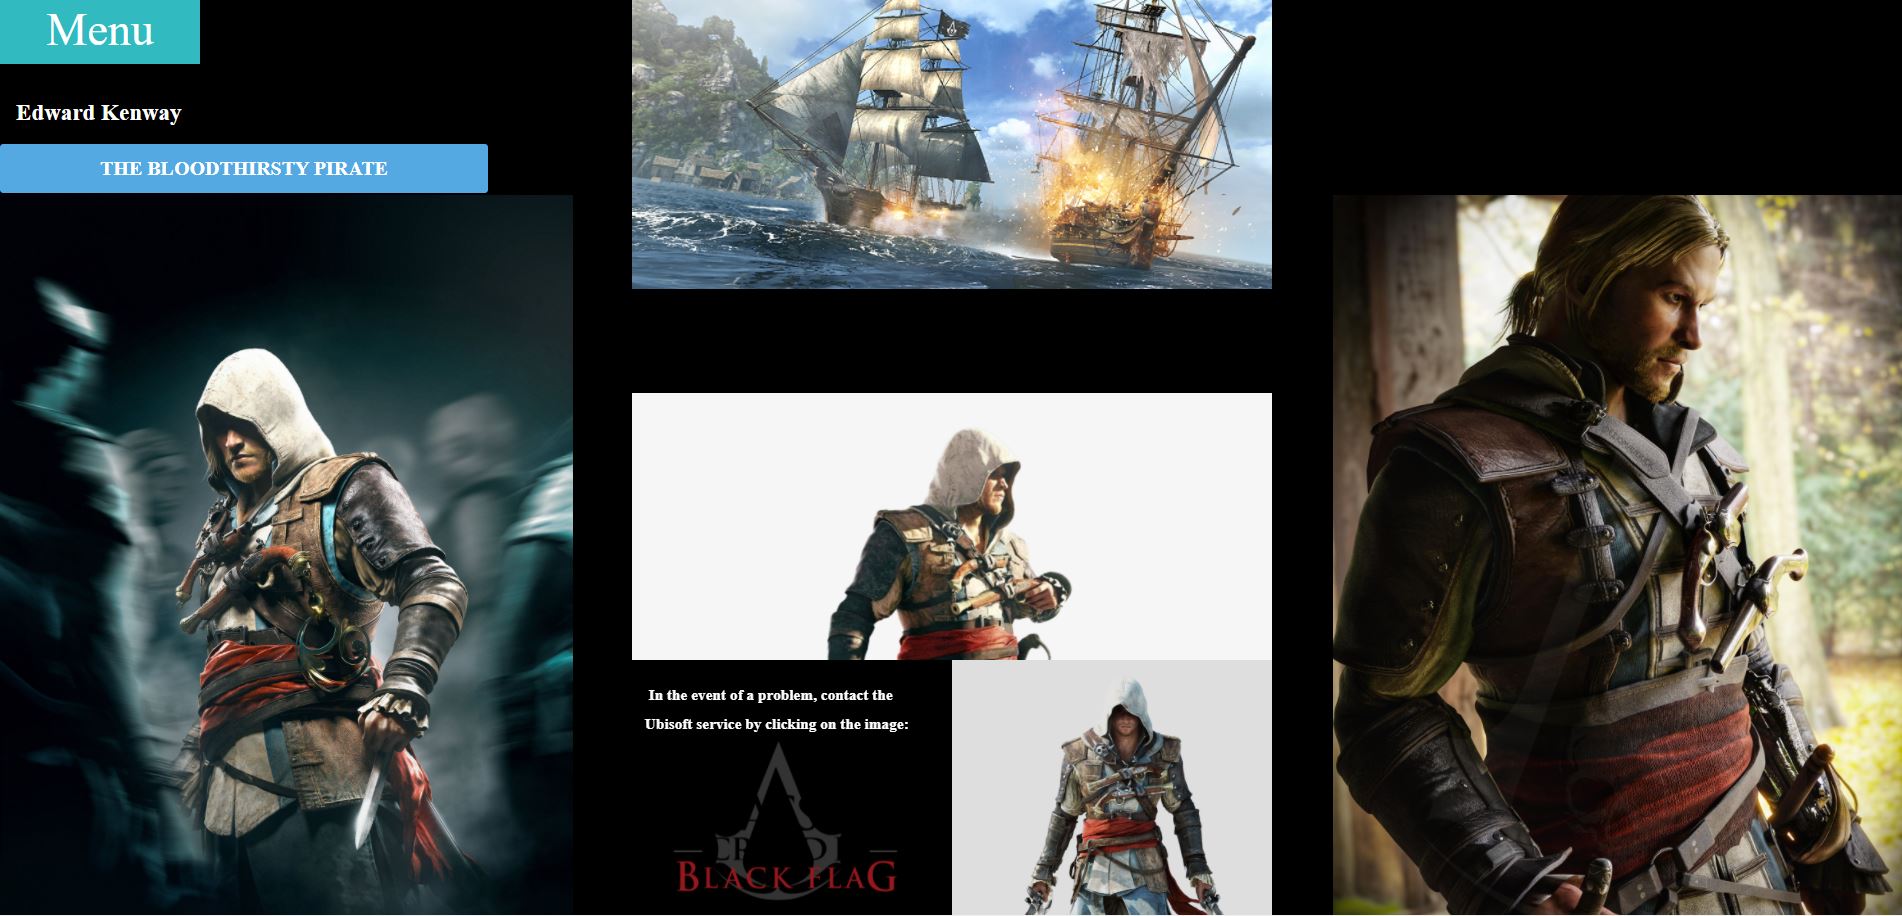 Menu
Edward Kenway
THE BLOODTHIRSTY PIRATE
In the event of a problem, contact the
Ubisoft service by clicking on the image:
BLACK FLAG